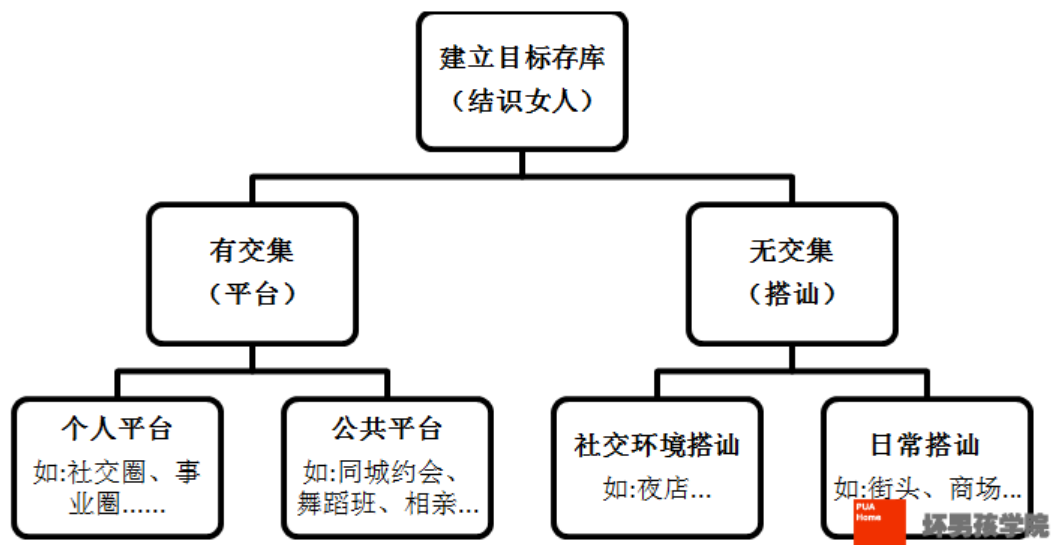 建立目标存库
（结识女人）
有交集
（平台）
无交集
（搭讪）
个人平台
如:社交圈、事
业圈......
公共平台
如:同城约会、
舞蹈班、相亲...
社交环境搭讪
如:夜店...
日常搭讪
如:街头、商场...
PUA
Home
坏男孩学院